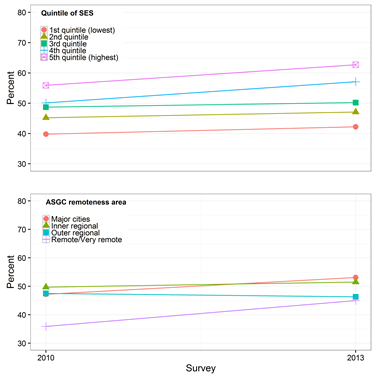 Quintile of SES
1st quintile (lowest)
2nd quintile
3rd quintile
4th quintile
5th quintile (highest)
80
70
60
50
40
30
Percent
ASGC remoteness area
Major cities
Inner regional
Outer regional
Remote/Very remote
80
70
60
50
40
30
Percent
2010 2013
Survey